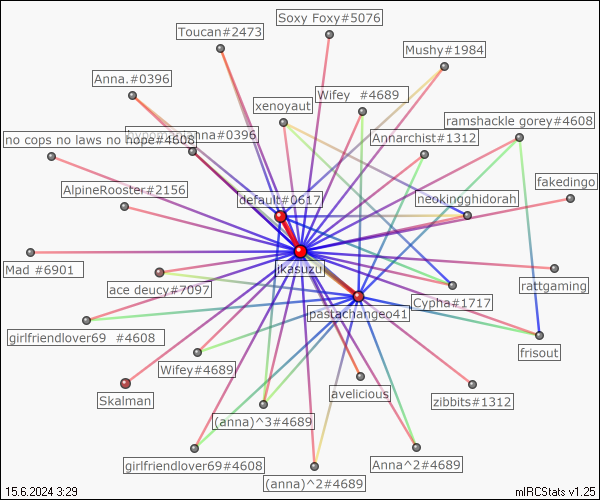 Soxy Foxy#5076
Toucan#2473
Mushy#1984
Anna.#0396
Wifey  #4689
xenoyaut
ramshackle gorey#4608
no cops no laws no hope#4608
anna#0396
Annarchist#1312
AlpineRooster#2156
fakedingo
default#0617
neokingghidorah
Mad #6901
ikasuzu
rattgaming
ace deucy#7097
Cypha#1717
pastachangeo41
girlfriendlover69  #4608
frisout
Wifey#4689
Skalman
avelicious
zibbits#1312
(anna)^3#4689
girlfriendlover69#4608
Anna^2#4689
(anna)^2#4689
15.6.2024 3:29
mIRCStats v1.25